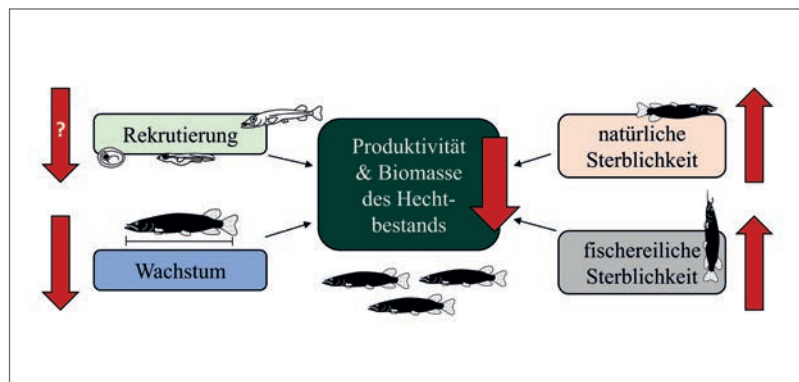 ?
Rekrutierung
Wachstum
Produktivität
& Biomasse
des Hecht-
bestands
natürliche
Sterblichkeit
fischereiliche
Sterblichkeit